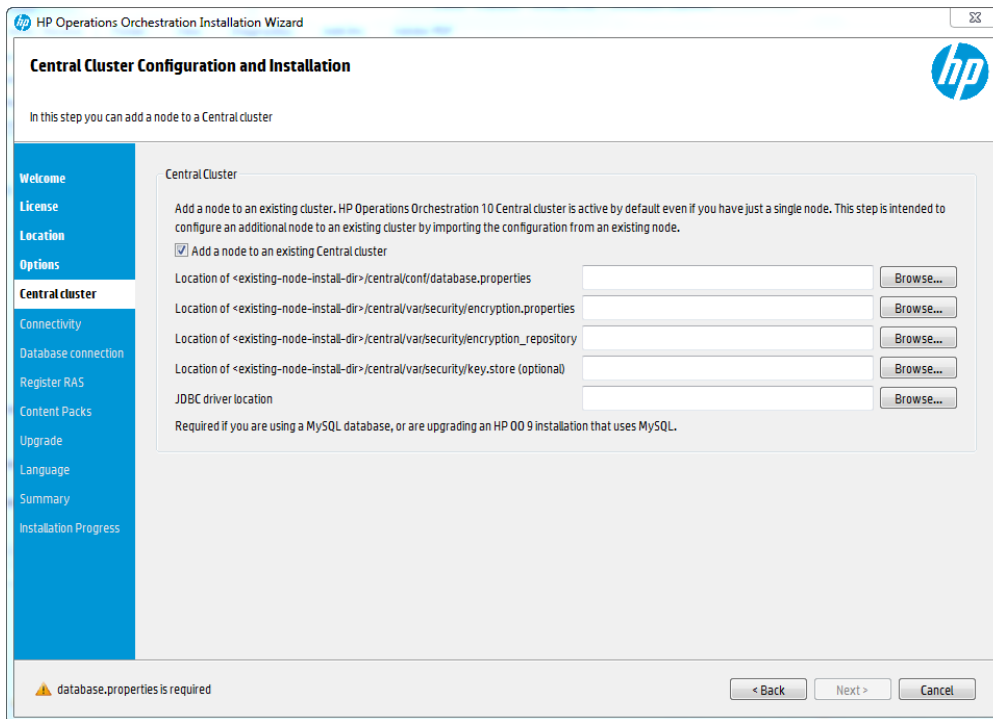 HP Operations Orchestration Installation Wizard
Central Cluster Configuration and Installation
In this step you can add a node to a Central cluster
hp
Welcome
License
Location
Options
Central cluster
Connectivity
Database connection
Register RAS
Content Packs
Upgrade
Language
Summary
Installation Progress
Central Cluster
Add a node to an existing cluster. HP Operations Orchestration 10 Central cluster is active by default even if you have just a single node. This step is intended to
configure an additional node to an existing cluster by importing the configuration from an existing node.
Add a node to an existing Central cluster
Location of <existing-node-install-dir>/central/conf/database.properties Browse...
Location of <existing-node-install-dir>/central/var/security/encryption.properties Browse...
Location of <existing-node-install-dir>/central/var/security/encryption_repository Browse...
Location of <existing-node-install-dir>/central/var/security/key.store (optional) Browse...
JDBC driver location Browse...
Required if you are using a MySQL database, or are upgrading an HP OO 9 installation that uses MySQL.
database.properties is required
< Back Next > Cancel